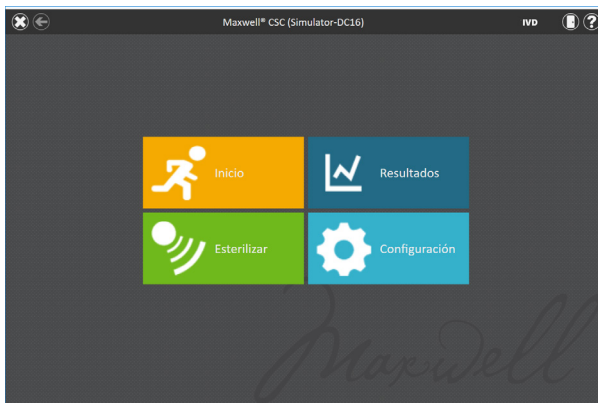 Maxwell® CSC (Simulator-DC16)
IVD
?
Inicio
Resultados
Esterilizar
Configuración
Maxwell